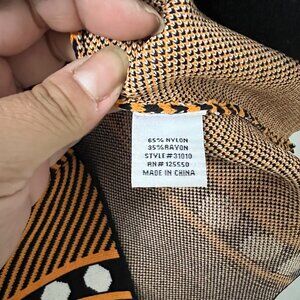 65% NYLON
35% RAYON
STYLE# 31010
RN# 125550
MADE IN CHINA